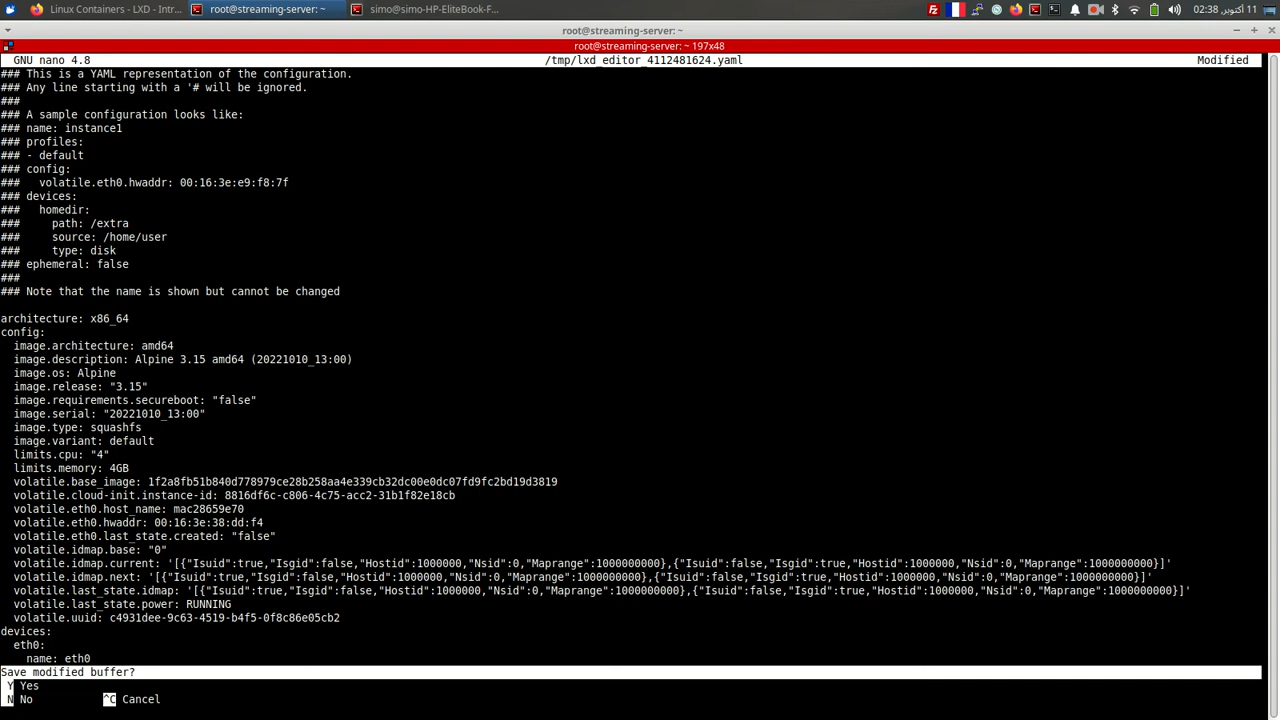 Linux Containers - LXD - Intr...
root@streaming-server: ~
simo@simo-HP-EliteBook-F...
11 أكتوبر, 02:38
root@streaming-server: ~
root@streaming-server: ~ 197x48
GNU nano 4.8 /tmp/lxd_editor_4112481624.yaml Modified
### This is a YAML representation of the configuration.
### Any line starting with a '# will be ignored.
###
### A sample configuration looks like:
### name: instance1
### profiles:
### - default
### config:
###   volatile.eth0.hwaddr: 00:16:3e:e9:f8:7f
### devices:
###   homedir:
###     path: /extra
###     source: /home/user
###     type: disk
### ephemeral: false
###
### Note that the name is shown but cannot be changed
architecture: x86_64
config:
  image.architecture: amd64
  image.description: Alpine 3.15 amd64 (20221010_13:00)
  image.os: Alpine
  image.release: "3.15"
  image.requirements.secureboot: "false"
  image.serial: "20221010_13:00"
  image.type: squashfs
  image.variant: default
  limits.cpu: "4"
  limits.memory: 4GB
  volatile.base_image: 1f2a8fb51b840d778979ce28b258aa4e339cb32dc00e0dc07fd9fc2bd19d3819
  volatile.cloud-init.instance-id: 8816df6c-c806-4c75-acc2-31b1f82e18cb
  volatile.eth0.host_name: mac28659e70
  volatile.eth0.hwaddr: 00:16:3e:38:dd:f4
  volatile.eth0.last_state.created: "false"
  volatile.idmap.base: "0"
  volatile.idmap.current: '[{"Isuid":true,"Isgid":false,"Hostid":1000000,"Nsid":0,"Maprange":1000000000},{"Isuid":false,"Isgid":true,"Hostid":1000000,"Nsid":0,"Maprange":1000000000}]'
  volatile.idmap.next: '[{"Isuid":true,"Isgid":false,"Hostid":1000000,"Nsid":0,"Maprange":1000000000},{"Isuid":false,"Isgid":true,"Hostid":1000000,"Nsid":0,"Maprange":1000000000}]'
  volatile.last_state.idmap: '[{"Isuid":true,"Isgid":false,"Hostid":1000000,"Nsid":0,"Maprange":1000000000},{"Isuid":false,"Isgid":true,"Hostid":1000000,"Nsid":0,"Maprange":1000000000}]'
  volatile.last_state.power: RUNNING
  volatile.uuid: c4931dee-9c63-4519-b4f5-0f8c86e05cb2
devices:
  eth0:
    name: eth0
Save modified buffer?
Y Yes
N No ^C Cancel